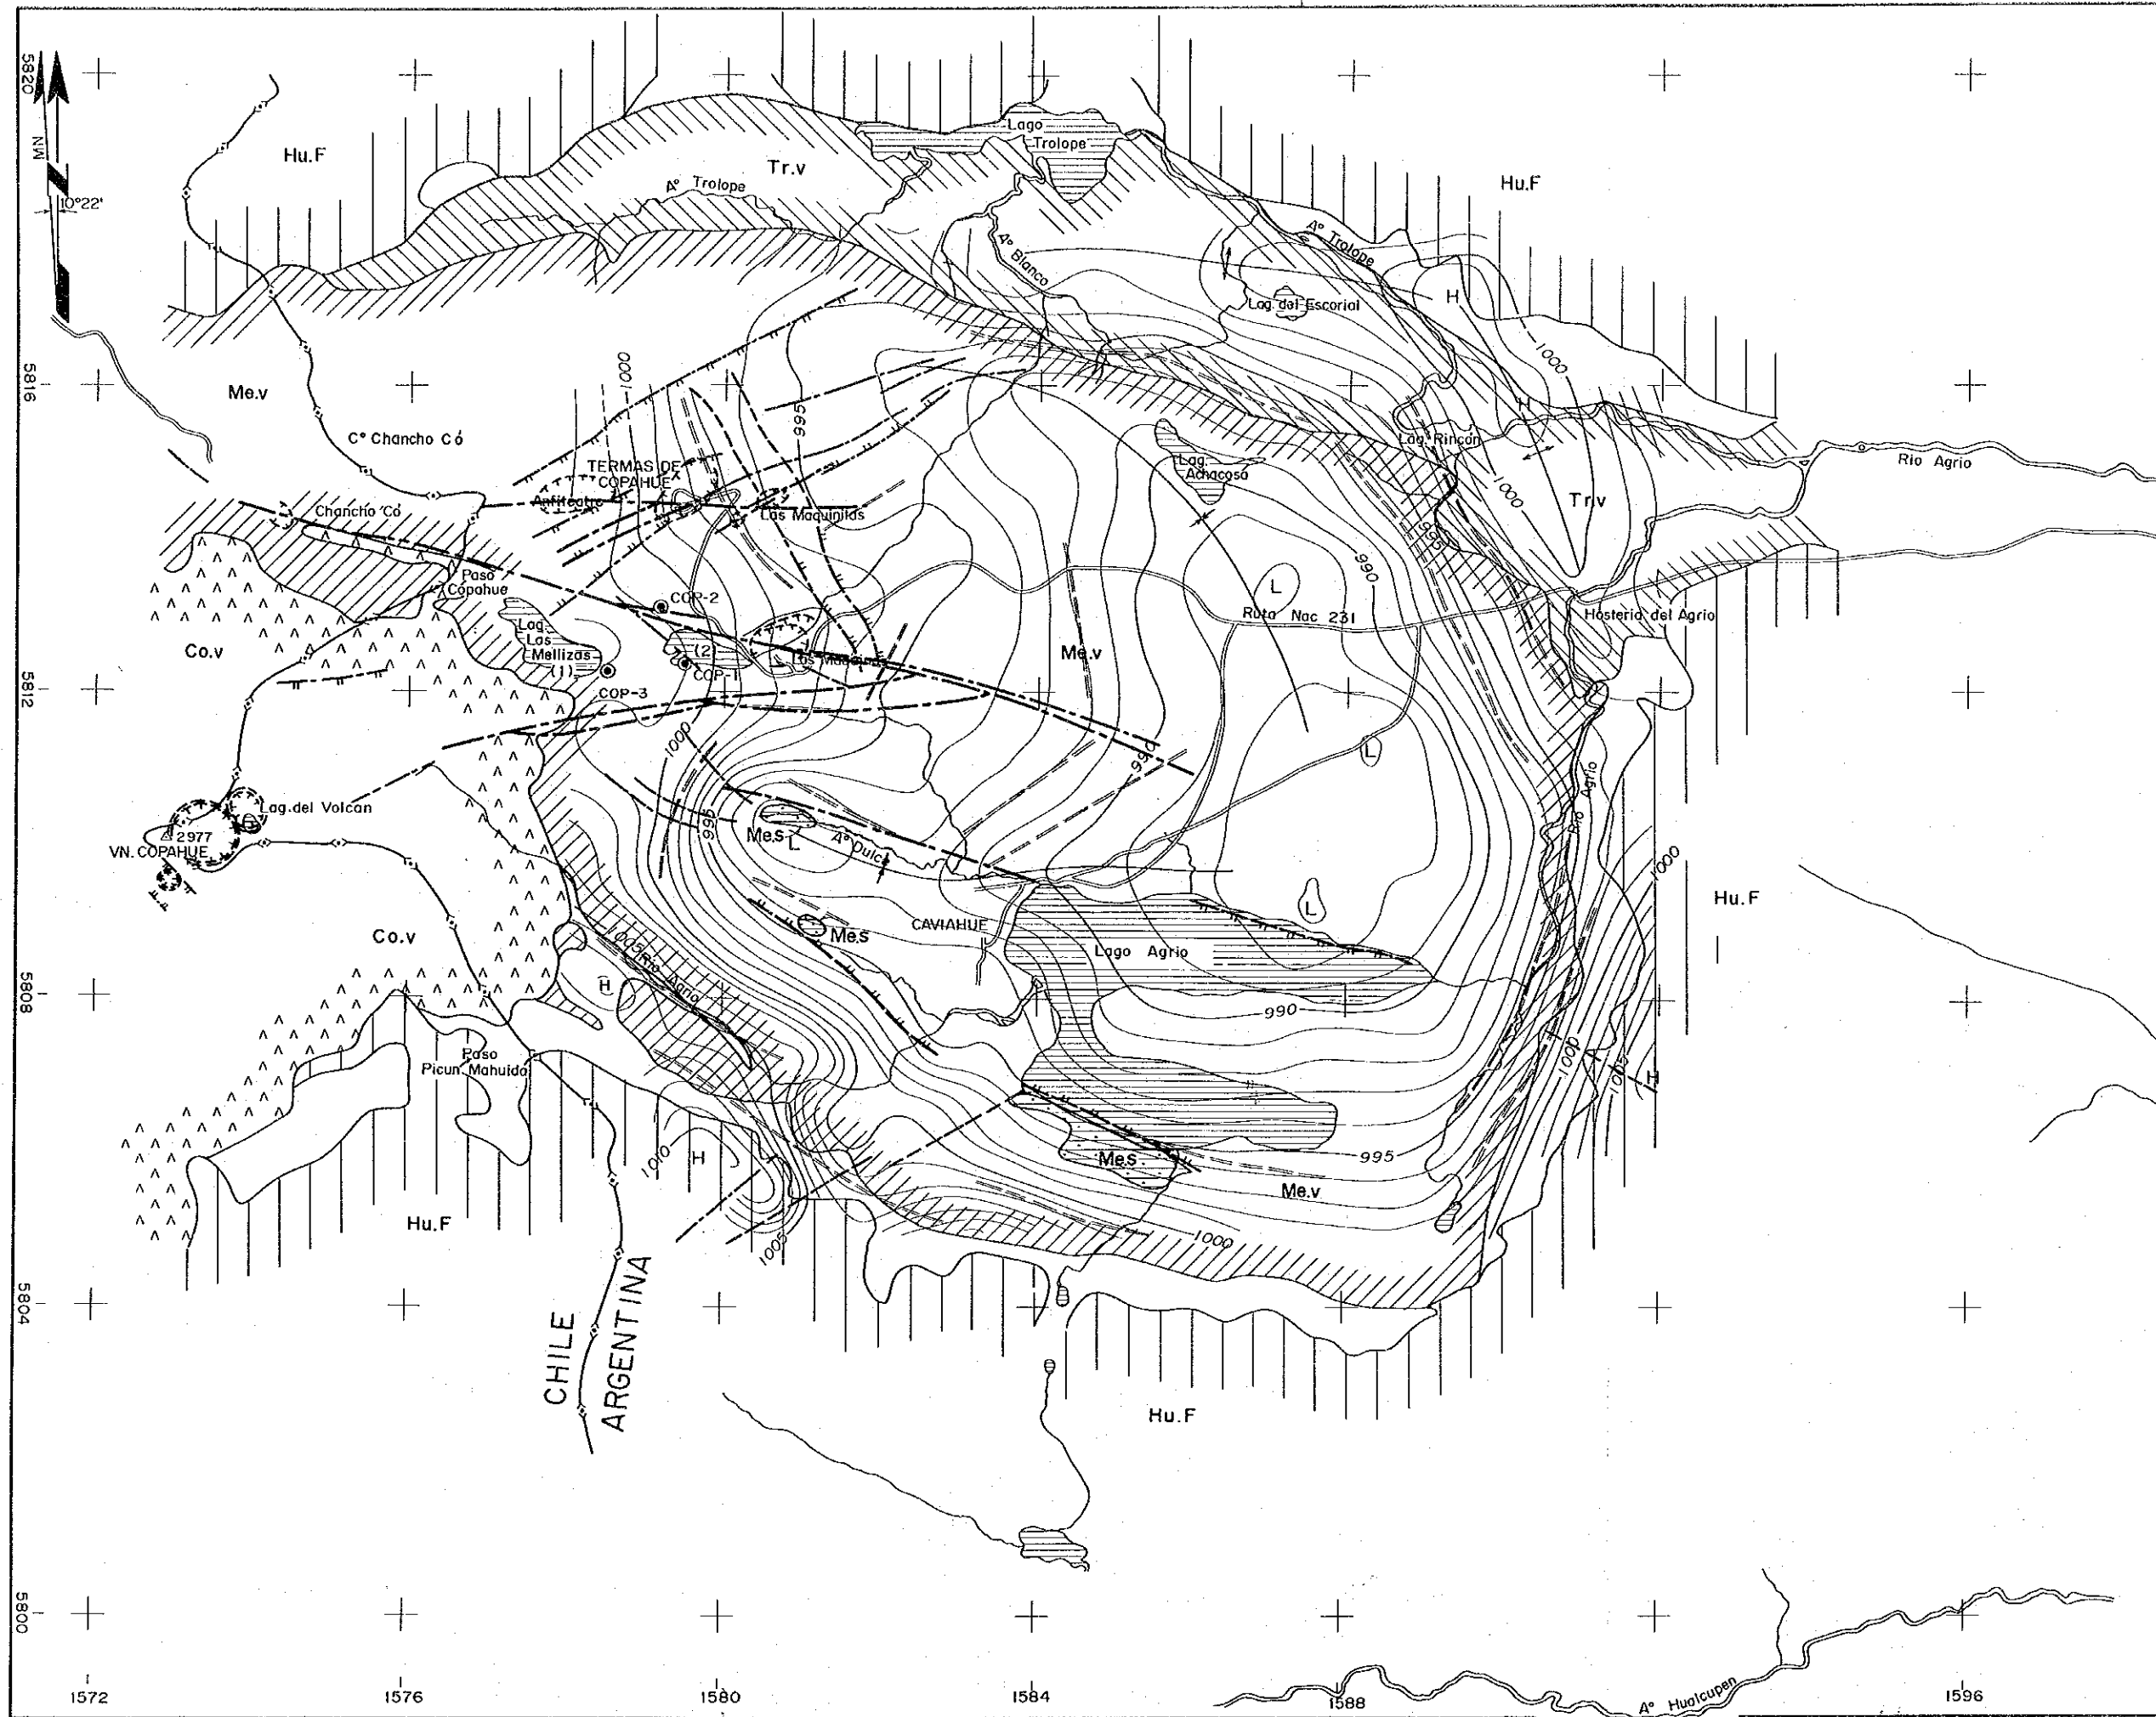 5820
NM
10°22'
Hu.F
Lago
Trolope
Tr.v
A° Trolope
Hu.F
A° Trolope
A° Blanco
Lag. del Escorial
H
1000
1000
5816
Me.v
995
H
C° Chancho Có
Lag. Rincón
TERMAS DE
COPAHUE
Lag.
Achacosa
Rio Agrio
Anfiteatro
Chancho Có
Las Maquinitas
1000
Tr.v
995
990
Paso
Copahue
L
COP-2
Ruta Nac 231
Hosteria del Agrio
Lag.
Las
Mellizas
(1)
(2)
Co.v
Me.v
COP-1
5812
COP-3
1000
990
L
Lag. del Volcan
Rio Agrio
2977
VN. COPAHUE
995
Me.s
L
A° Dulce
1000
Hu.F
L
CAVIAHUE
Me.s
Co.v
1005
Rio Agrio
Lago Agrio
H
5808
990
1000
Paso
Picun Mahuida
1005
H
1010
H
Me.s
995
Me.v
Hu.F
1005
1000
CHILE
ARGENTINA
5804
Hu.F
5800
1572
1576
1580
1584
1588
1596
A° Hualcupen